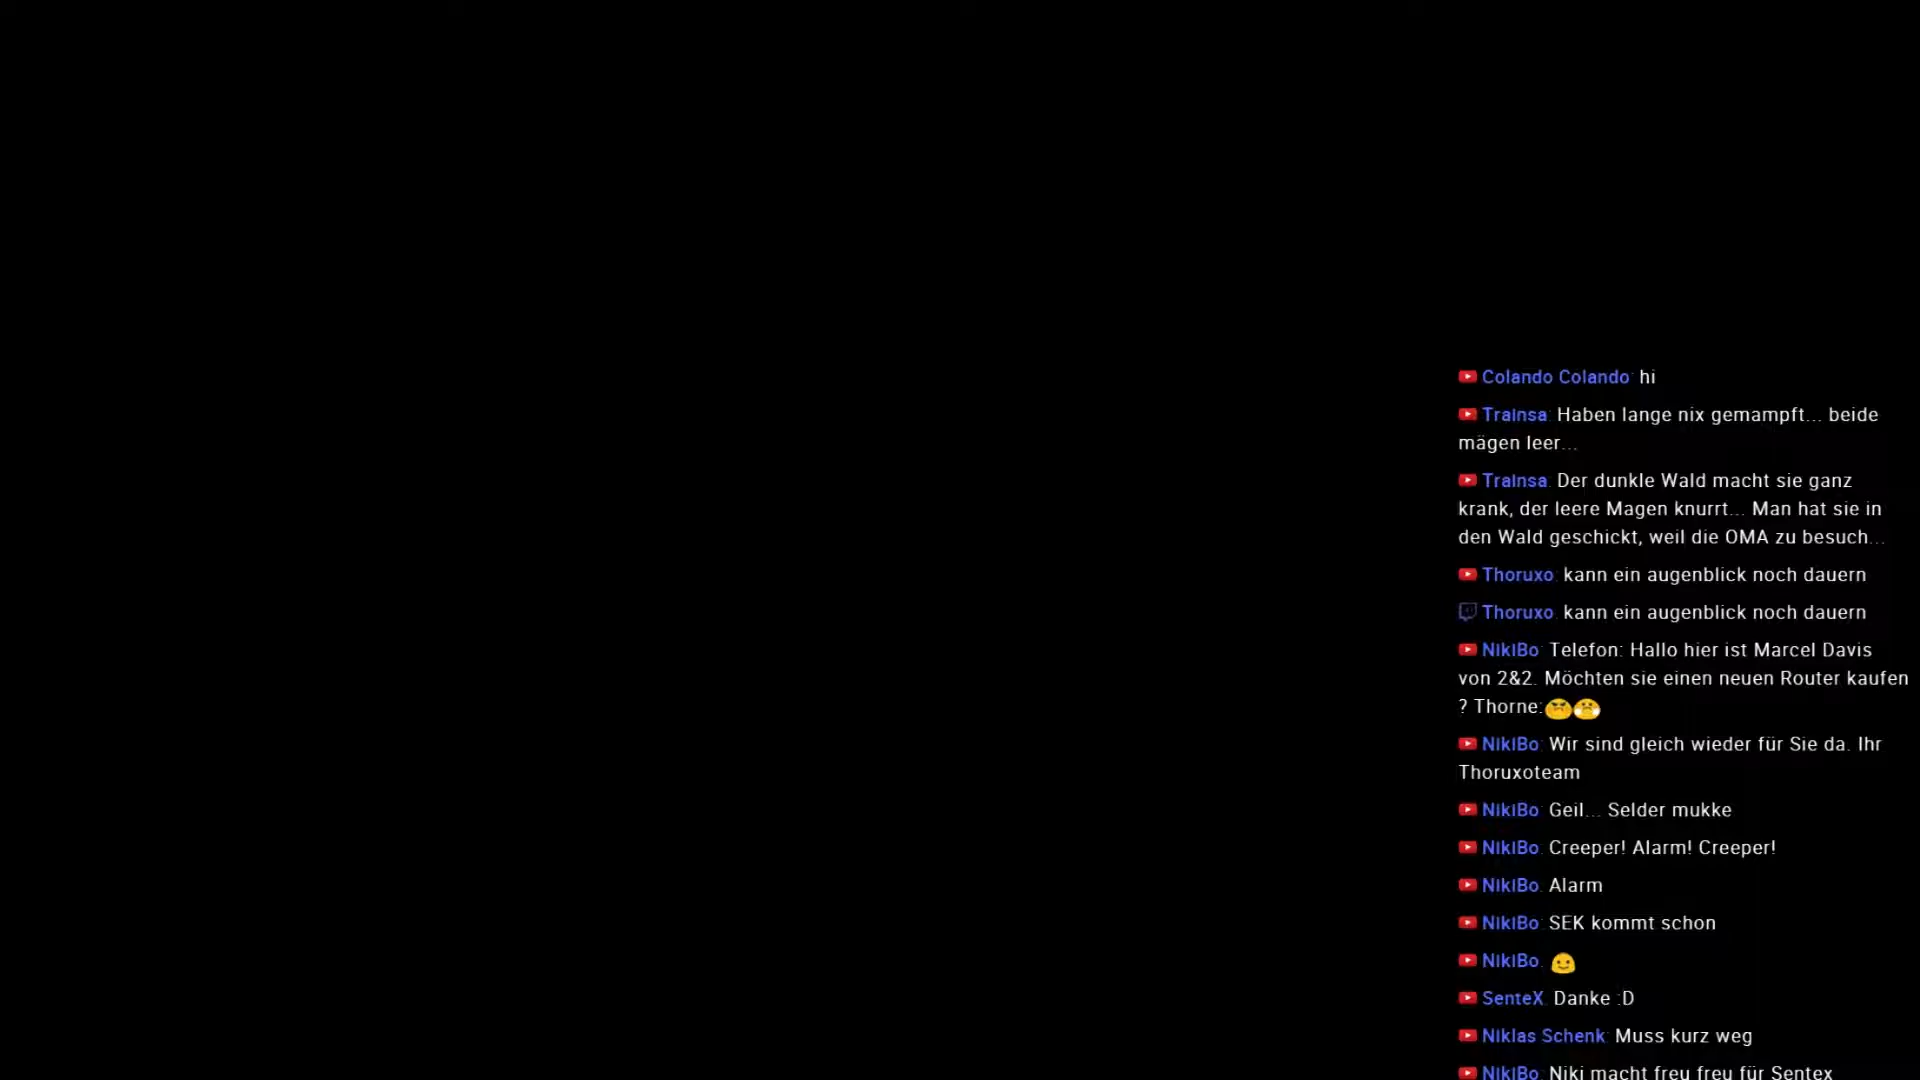 Colando Colando: hi
Trainsa: Haben lange nix gemampft... beide
mägen leer...
Trainsa: Der dunkle Wald macht sie ganz
krank, der leere Magen knurrt... Man hat sie in
den Wald geschickt, weil die OMA zu besuch...
Thoruxo: kann ein augenblick noch dauern
Thoruxo: kann ein augenblick noch dauern
NikiBo: Telefon: Hallo hier ist Marcel Davis
von 2&2. Möchten sie einen neuen Router kaufen
? Thorne:
NikiBo: Wir sind gleich wieder für Sie da. Ihr
Thoruxoteam
NikiBo: Geil... Selder mukke
NikiBo: Creeper! Alarm! Creeper!
NikiBo: Alarm
NikiBo: SEK kommt schon
NikiBo:
SenteX: Danke :D
Niklas Schenk: Muss kurz weg
NikiBo: Niki macht freu freu für Sentex